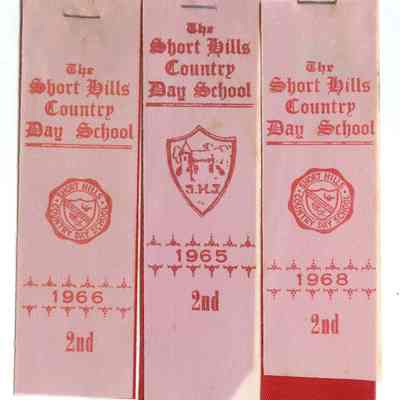 The
Short Hills
Country
Day School
SHORT HILLS
COUNTRY DAY SCHOOL
1966
2nd
The
Short Hills
Country
Day School
S.H.S
1965
2nd
The
Short Hills
Country
Day School
SHORT HILLS
COUNTRY DAY SCHOOL
1968
2nd